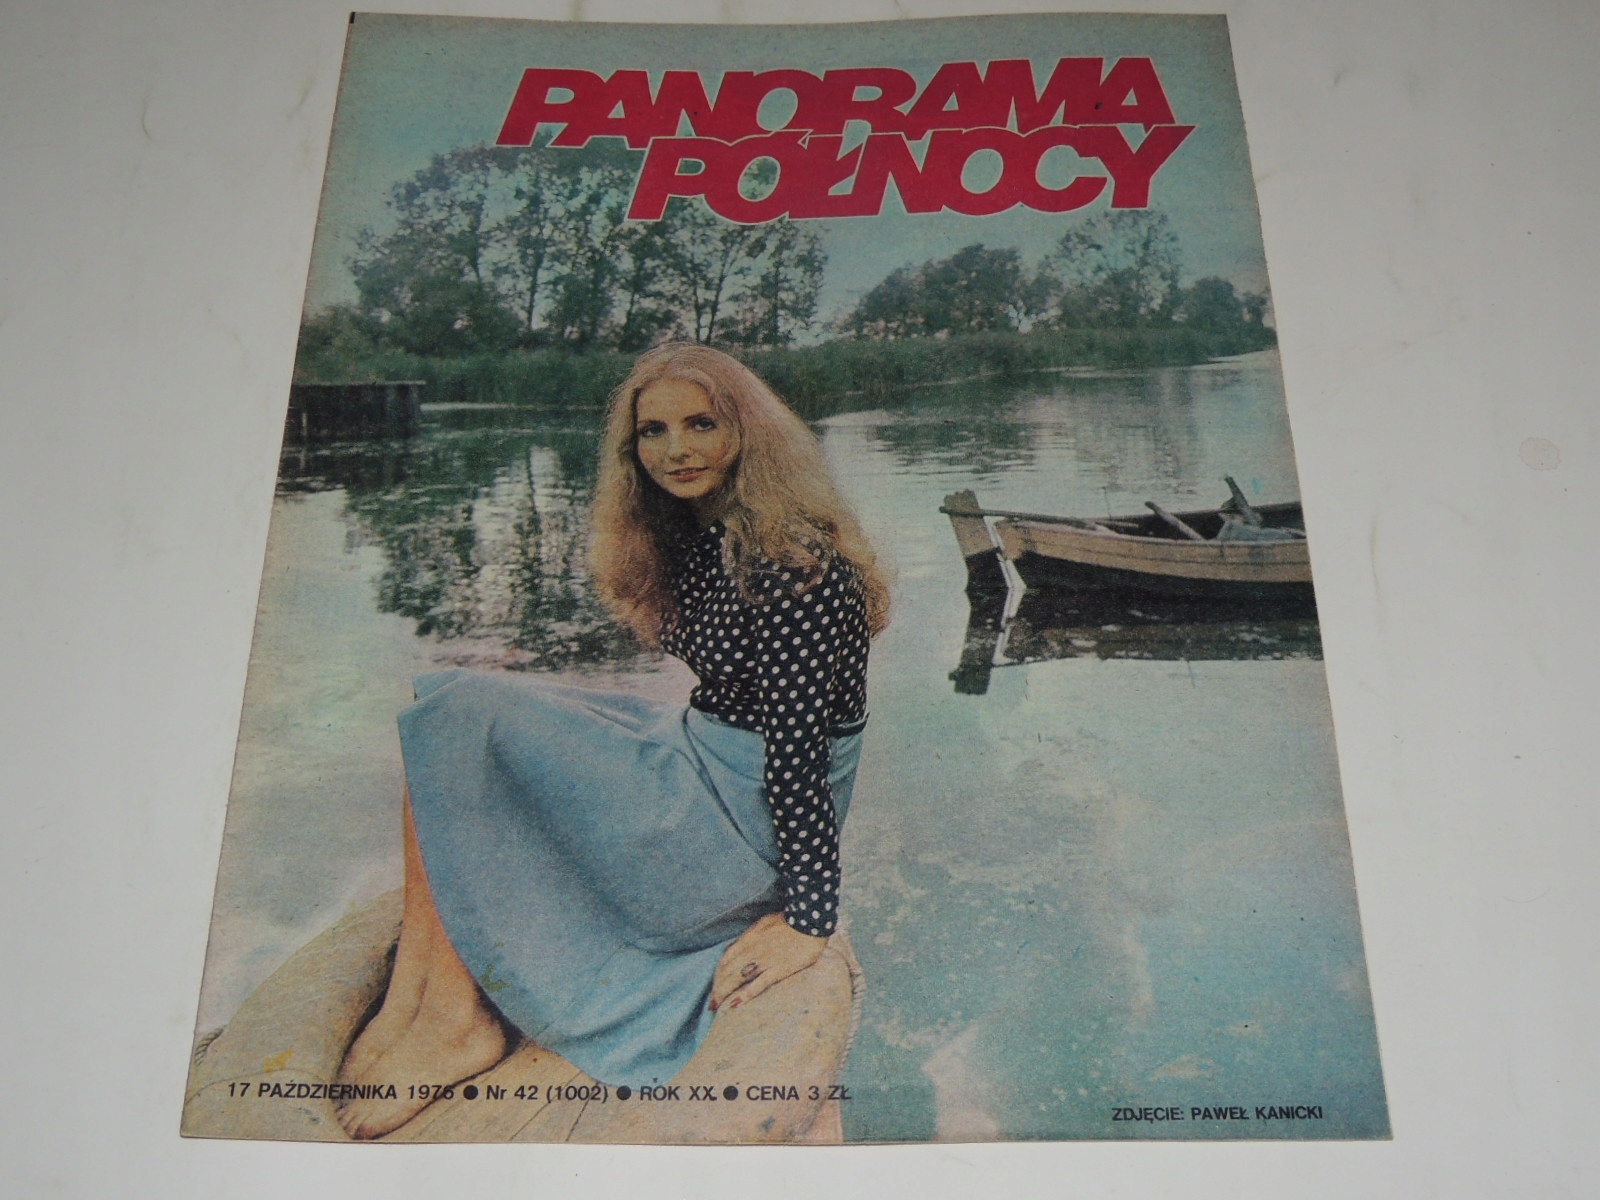 PANORAMA
PÓŁNOCY
17 PAŹDZIERNIKA 1976 ● Nr 42 (1002) ● ROK XX ● CENA 3 ZŁ
ZDJĘCIE: PAWEŁ KANICKI